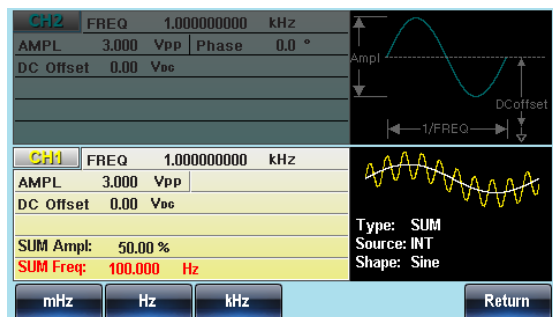 CH2 FREQ 1.000000000 kHz
AMPL 3.000 Vpp Phase 0.0 °
DC Offset 0.00 VDC
Ampl
DCoffset
1/FREQ
CH1 FREQ 1.000000000 kHz
AMPL 3.000 Vpp
DC Offset 0.00 VDC
SUM Ampl: 50.00 %
SUM Freq: 100.000 Hz
Type: SUM
Source: INT
Shape: Sine
mHz Hz kHz Return